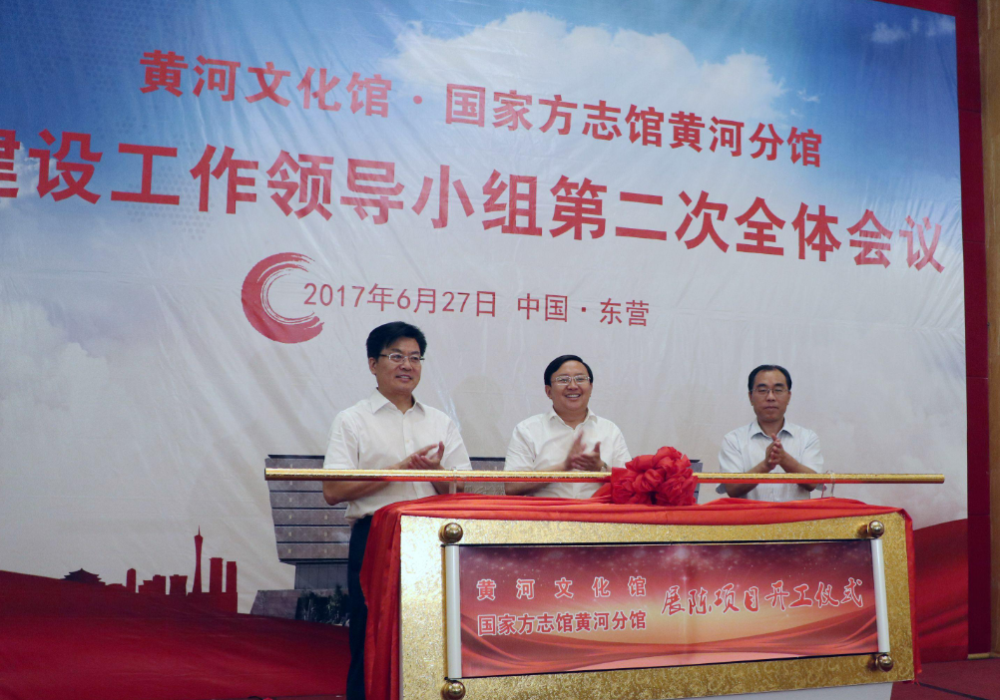 黄河文化馆·国家方志馆黄河分馆
建设工作领导小组第二次全体会议
2017年6月27日 中国·东营
黄河文化馆
国家方志馆黄河分馆
展陈项目开工仪式